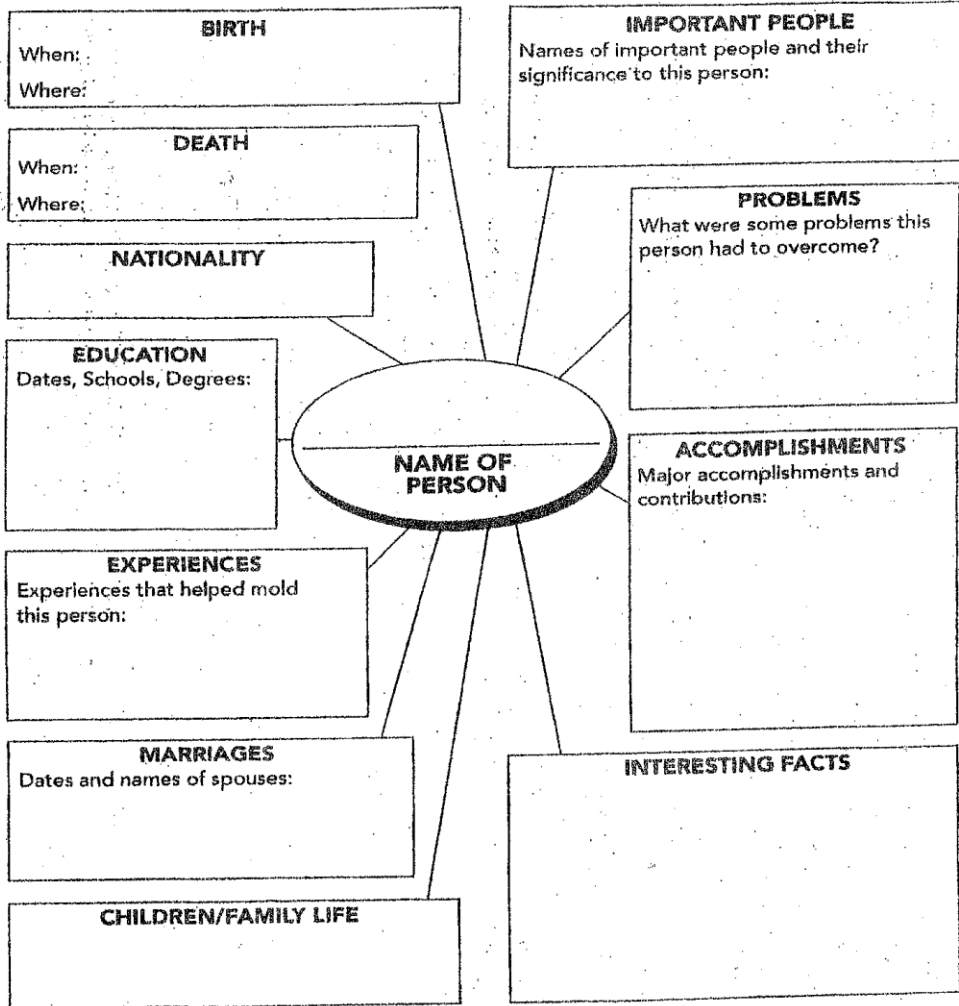 BIRTH
When:
Where:
DEATH
When:
Where:
NATIONALITY
EDUCATION
Dates, Schools, Degrees:
EXPERIENCES
Experiences that helped mold
this person:
MARRIAGES
Dates and names of spouses:
CHILDREN/FAMILY LIFE
NAME OF
PERSON
IMPORTANT PEOPLE
Names of important people and their
significance to this person:
PROBLEMS
What were some problems this
person had to overcome?
ACCOMPLISHMENTS
Major accomplishments and
contributions:
INTERESTING FACTS